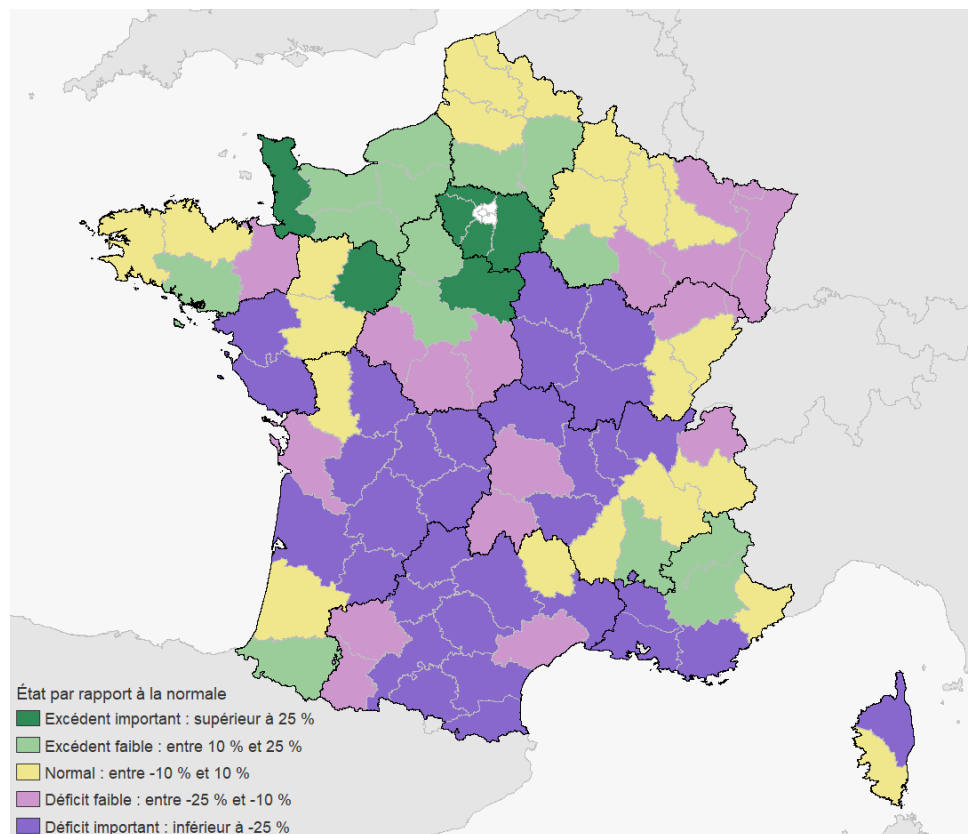 État par rapport à la normale
Excédent important : supérieur à 25 %
Excédent faible : entre 10 % et 25 %
Normal : entre -10 % et 10 %
Déficit faible : entre -25 % et -10 %
Déficit important : inférieur à -25 %